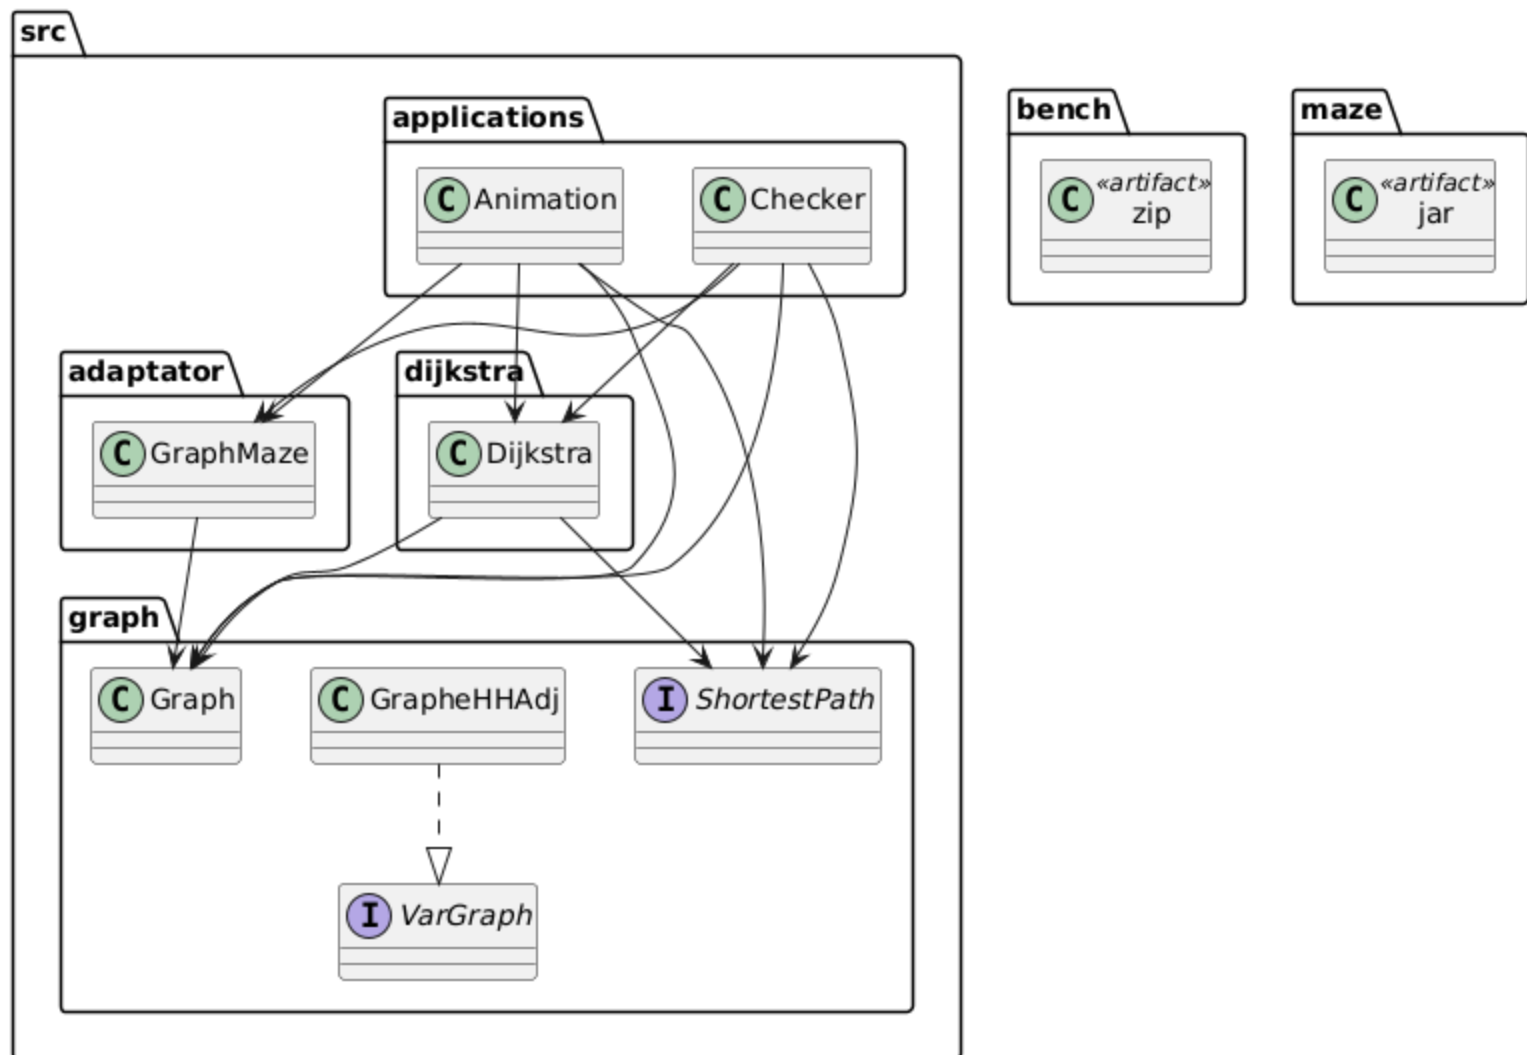 src
applications
C Animation
C Checker
bench
C «artifact»
zip
maze
C «artifact»
jar
adaptator
C GraphMaze
dijkstra
C Dijkstra
graph
C Graph
C GrapheHHAdj
I ShortestPath
I VarGraph